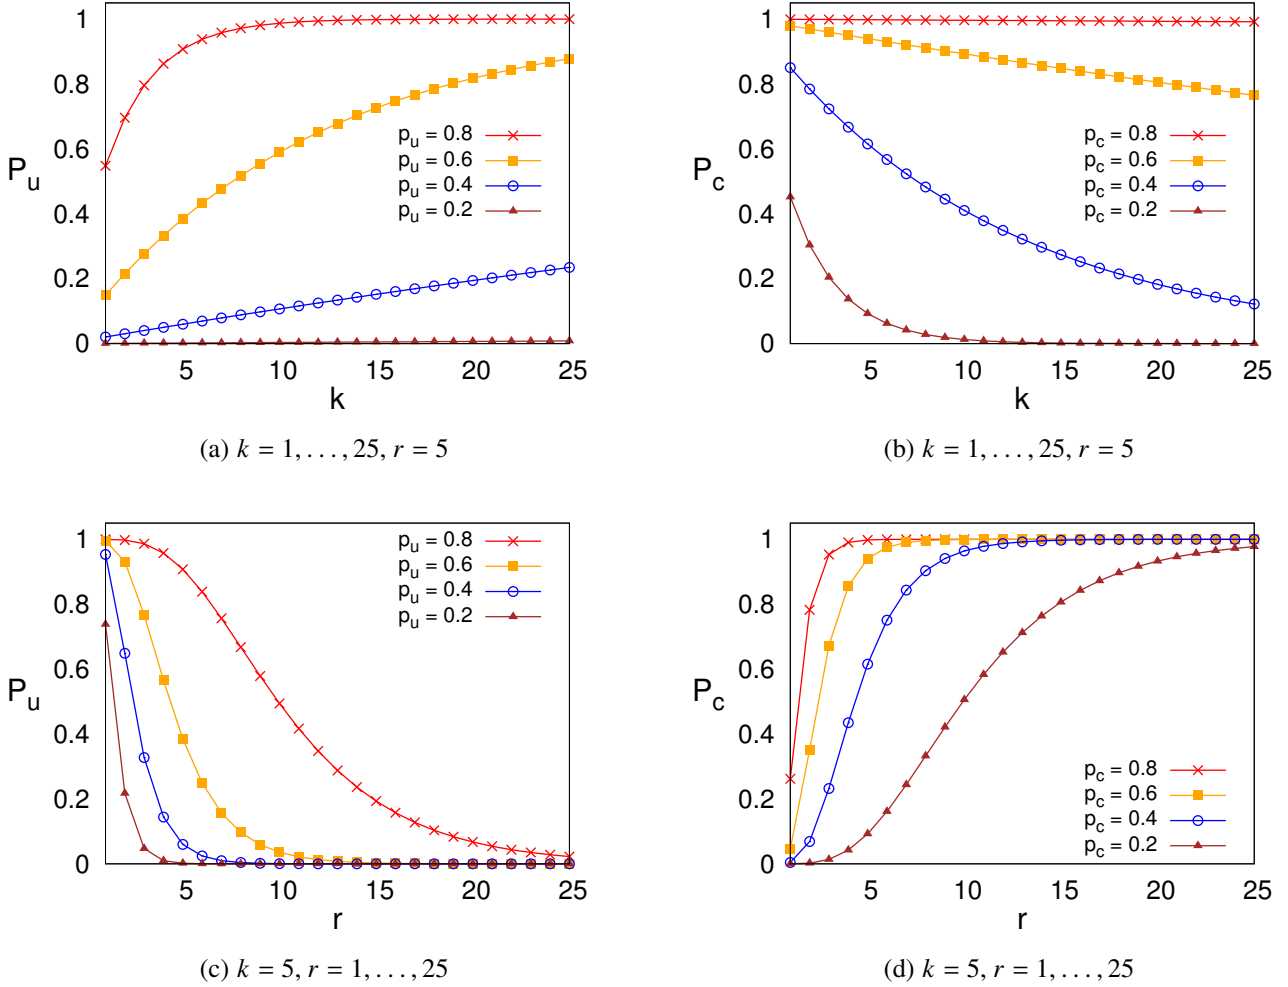 1
0.8
0.6
0.4
0.2
0
P_u
p_u = 0.8
p_u = 0.6
p_u = 0.4
p_u = 0.2
5 10 15 20 25
k
(a) k = 1, . . . , 25, r = 5
1
0.8
0.6
0.4
0.2
0
P_c
p_c = 0.8
p_c = 0.6
p_c = 0.4
p_c = 0.2
5 10 15 20 25
k
(b) k = 1, . . . , 25, r = 5
1
0.8
0.6
0.4
0.2
0
P_u
p_u = 0.8
p_u = 0.6
p_u = 0.4
p_u = 0.2
5 10 15 20 25
r
(c) k = 5, r = 1, . . . , 25
1
0.8
0.6
0.4
0.2
0
P_c
p_c = 0.8
p_c = 0.6
p_c = 0.4
p_c = 0.2
5 10 15 20 25
r
(d) k = 5, r = 1, . . . , 25